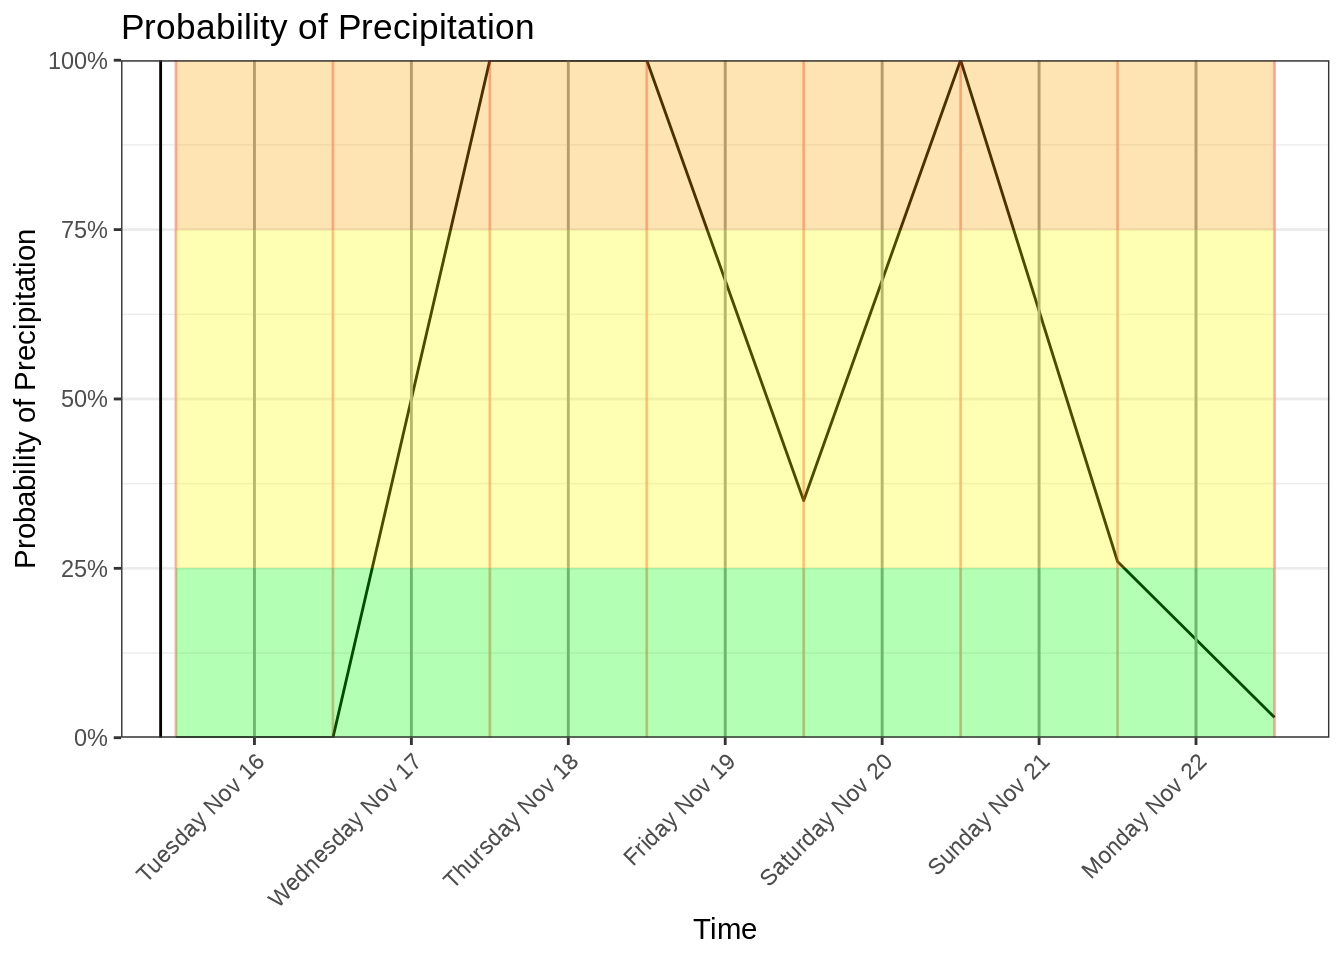 Probability of Precipitation
Probability of Precipitation
100%
75%
50%
25%
0%
Tuesday Nov 16
Wednesday Nov 17
Thursday Nov 18
Friday Nov 19
Saturday Nov 20
Sunday Nov 21
Monday Nov 22
Time